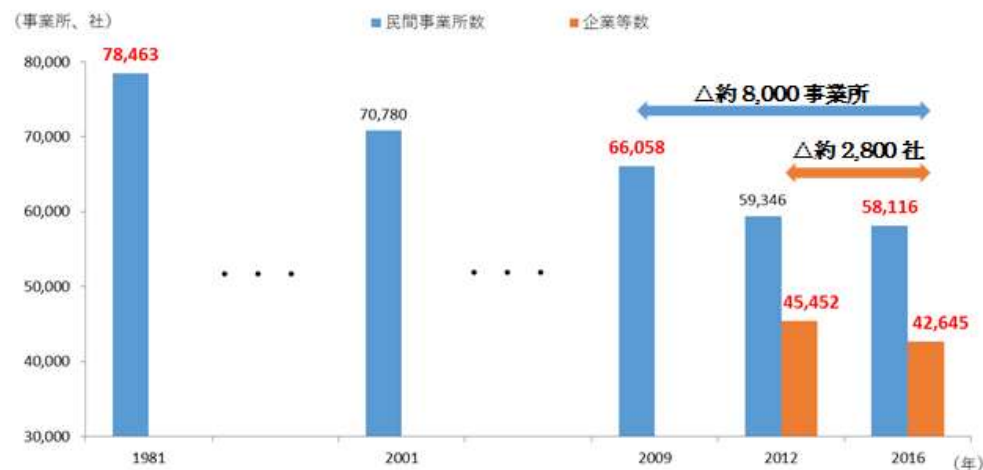 (事業所、社)
民間事業所数 企業等数
80,000
78,463
△約 8,000 事業所
70,000
70,780
△約 2,800 社
66,058
60,000
59,346
58,116
50,000
45,452
42,645
40,000
30,000
1981 2001 2009 2012 2016 (年)